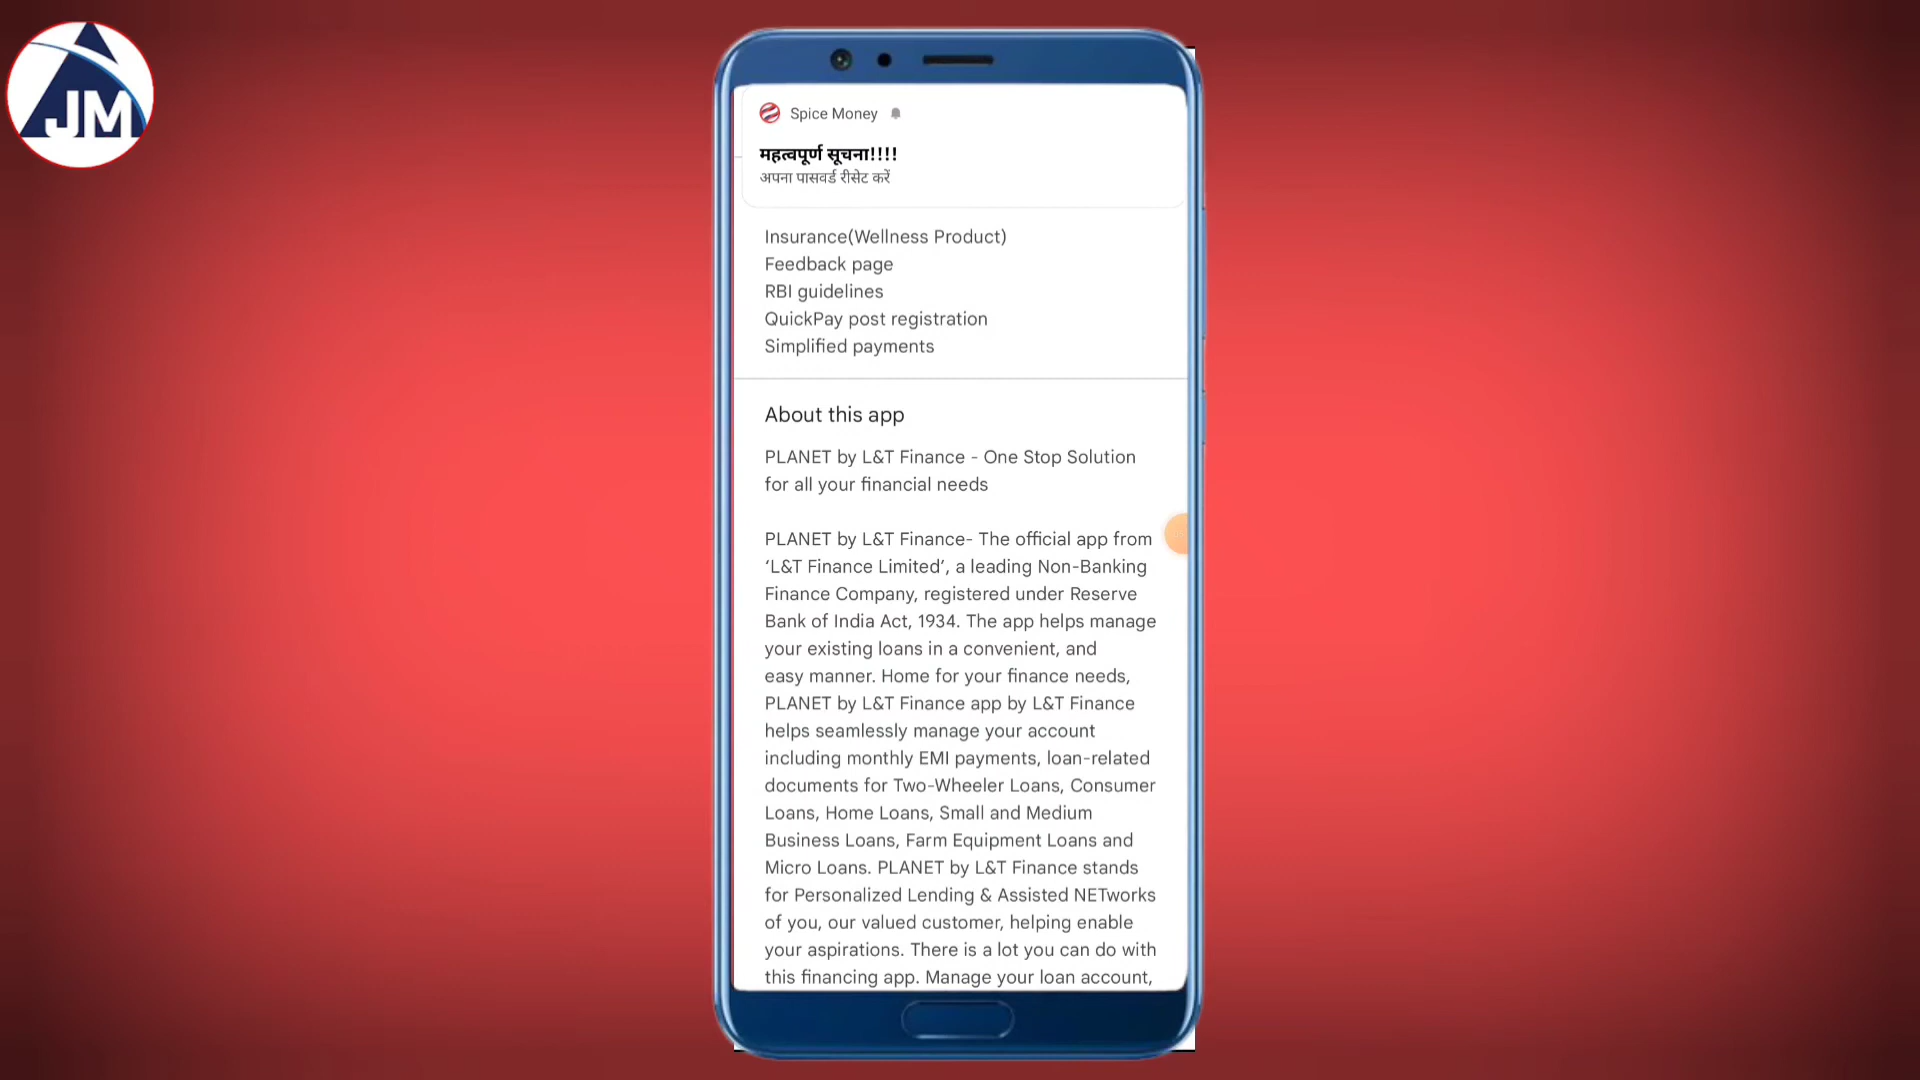 JM
Spice Money
महत्वपूर्ण सूचना!!!!
अपना पासवर्ड रीसेट करें
Insurance(Wellness Product)
Feedback page
RBI guidelines
QuickPay post registration
Simplified payments
About this app
PLANET by L&T Finance - One Stop Solution
for all your financial needs
PLANET by L&T Finance- The official app from
‘L&T Finance Limited’, a leading Non-Banking
Finance Company, registered under Reserve
Bank of India Act, 1934. The app helps manage
your existing loans in a convenient, and
easy manner. Home for your finance needs,
PLANET by L&T Finance app by L&T Finance
helps seamlessly manage your account
including monthly EMI payments, loan-related
documents for Two-Wheeler Loans, Consumer
Loans, Home Loans, Small and Medium
Business Loans, Farm Equipment Loans and
Micro Loans. PLANET by L&T Finance stands
for Personalized Lending & Assisted NETworks
of you, our valued customer, helping enable
your aspirations. There is a lot you can do with
this financing app. Manage your loan account,